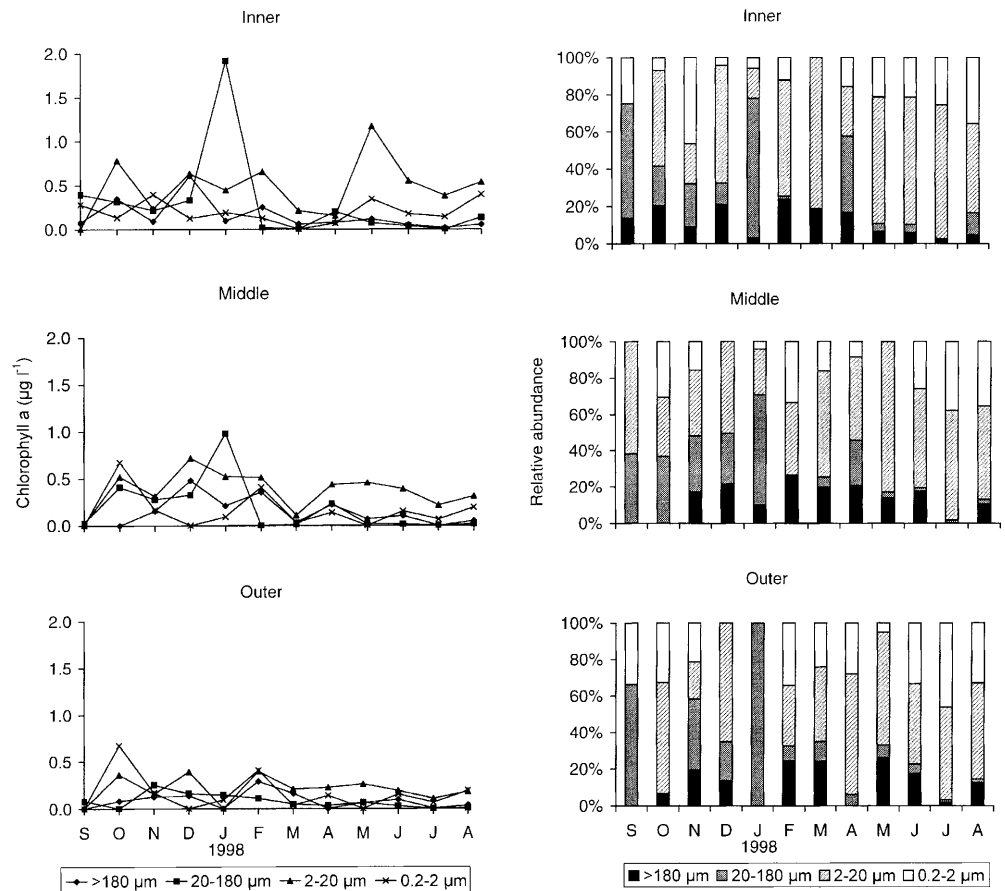 Inner
2.0
1.5
1.0
0.5
0.0
Middle
2.0
1.5
1.0
0.5
0.0
Chlorophyll a (µg l⁻¹)
Outer
2.0
1.5
1.0
0.5
0.0
S O N D J F M A M J J A
1998
>180 µm 20-180 µm 2-20 µm 0.2-2 µm
Inner
100%
80%
60%
40%
20%
0%
Middle
100%
80%
60%
40%
20%
0%
Relative abundance
Outer
100%
80%
60%
40%
20%
0%
S O N D J F M A M J J A
1998
>180 µm 20-180 µm 2-20 µm 0.2-2 µm